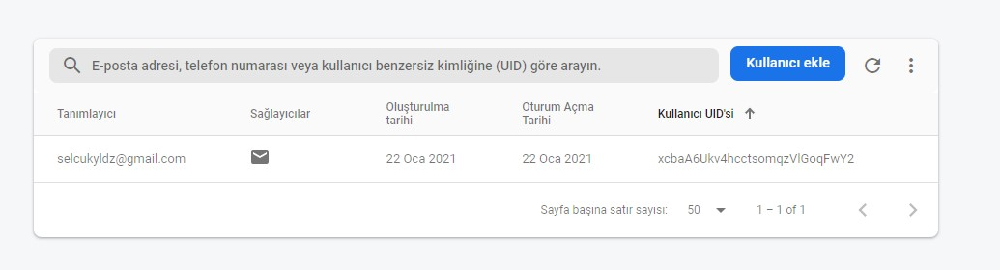 E-posta adresi, telefon numarası veya kullanıcı benzersiz kimliğine (UID) göre arayın.
Kullanıcı ekle
Tanımlayıcı
Sağlayıcılar
Oluşturulma
tarihi
Oturum Açma
Tarihi
Kullanıcı UID'si
selcukyldz@gmail.com
22 Oca 2021
22 Oca 2021
xcbaA6Ukv4hcctsomqzVlGoqFwY2
Sayfa başına satır sayısı:
50
1 – 1 of 1